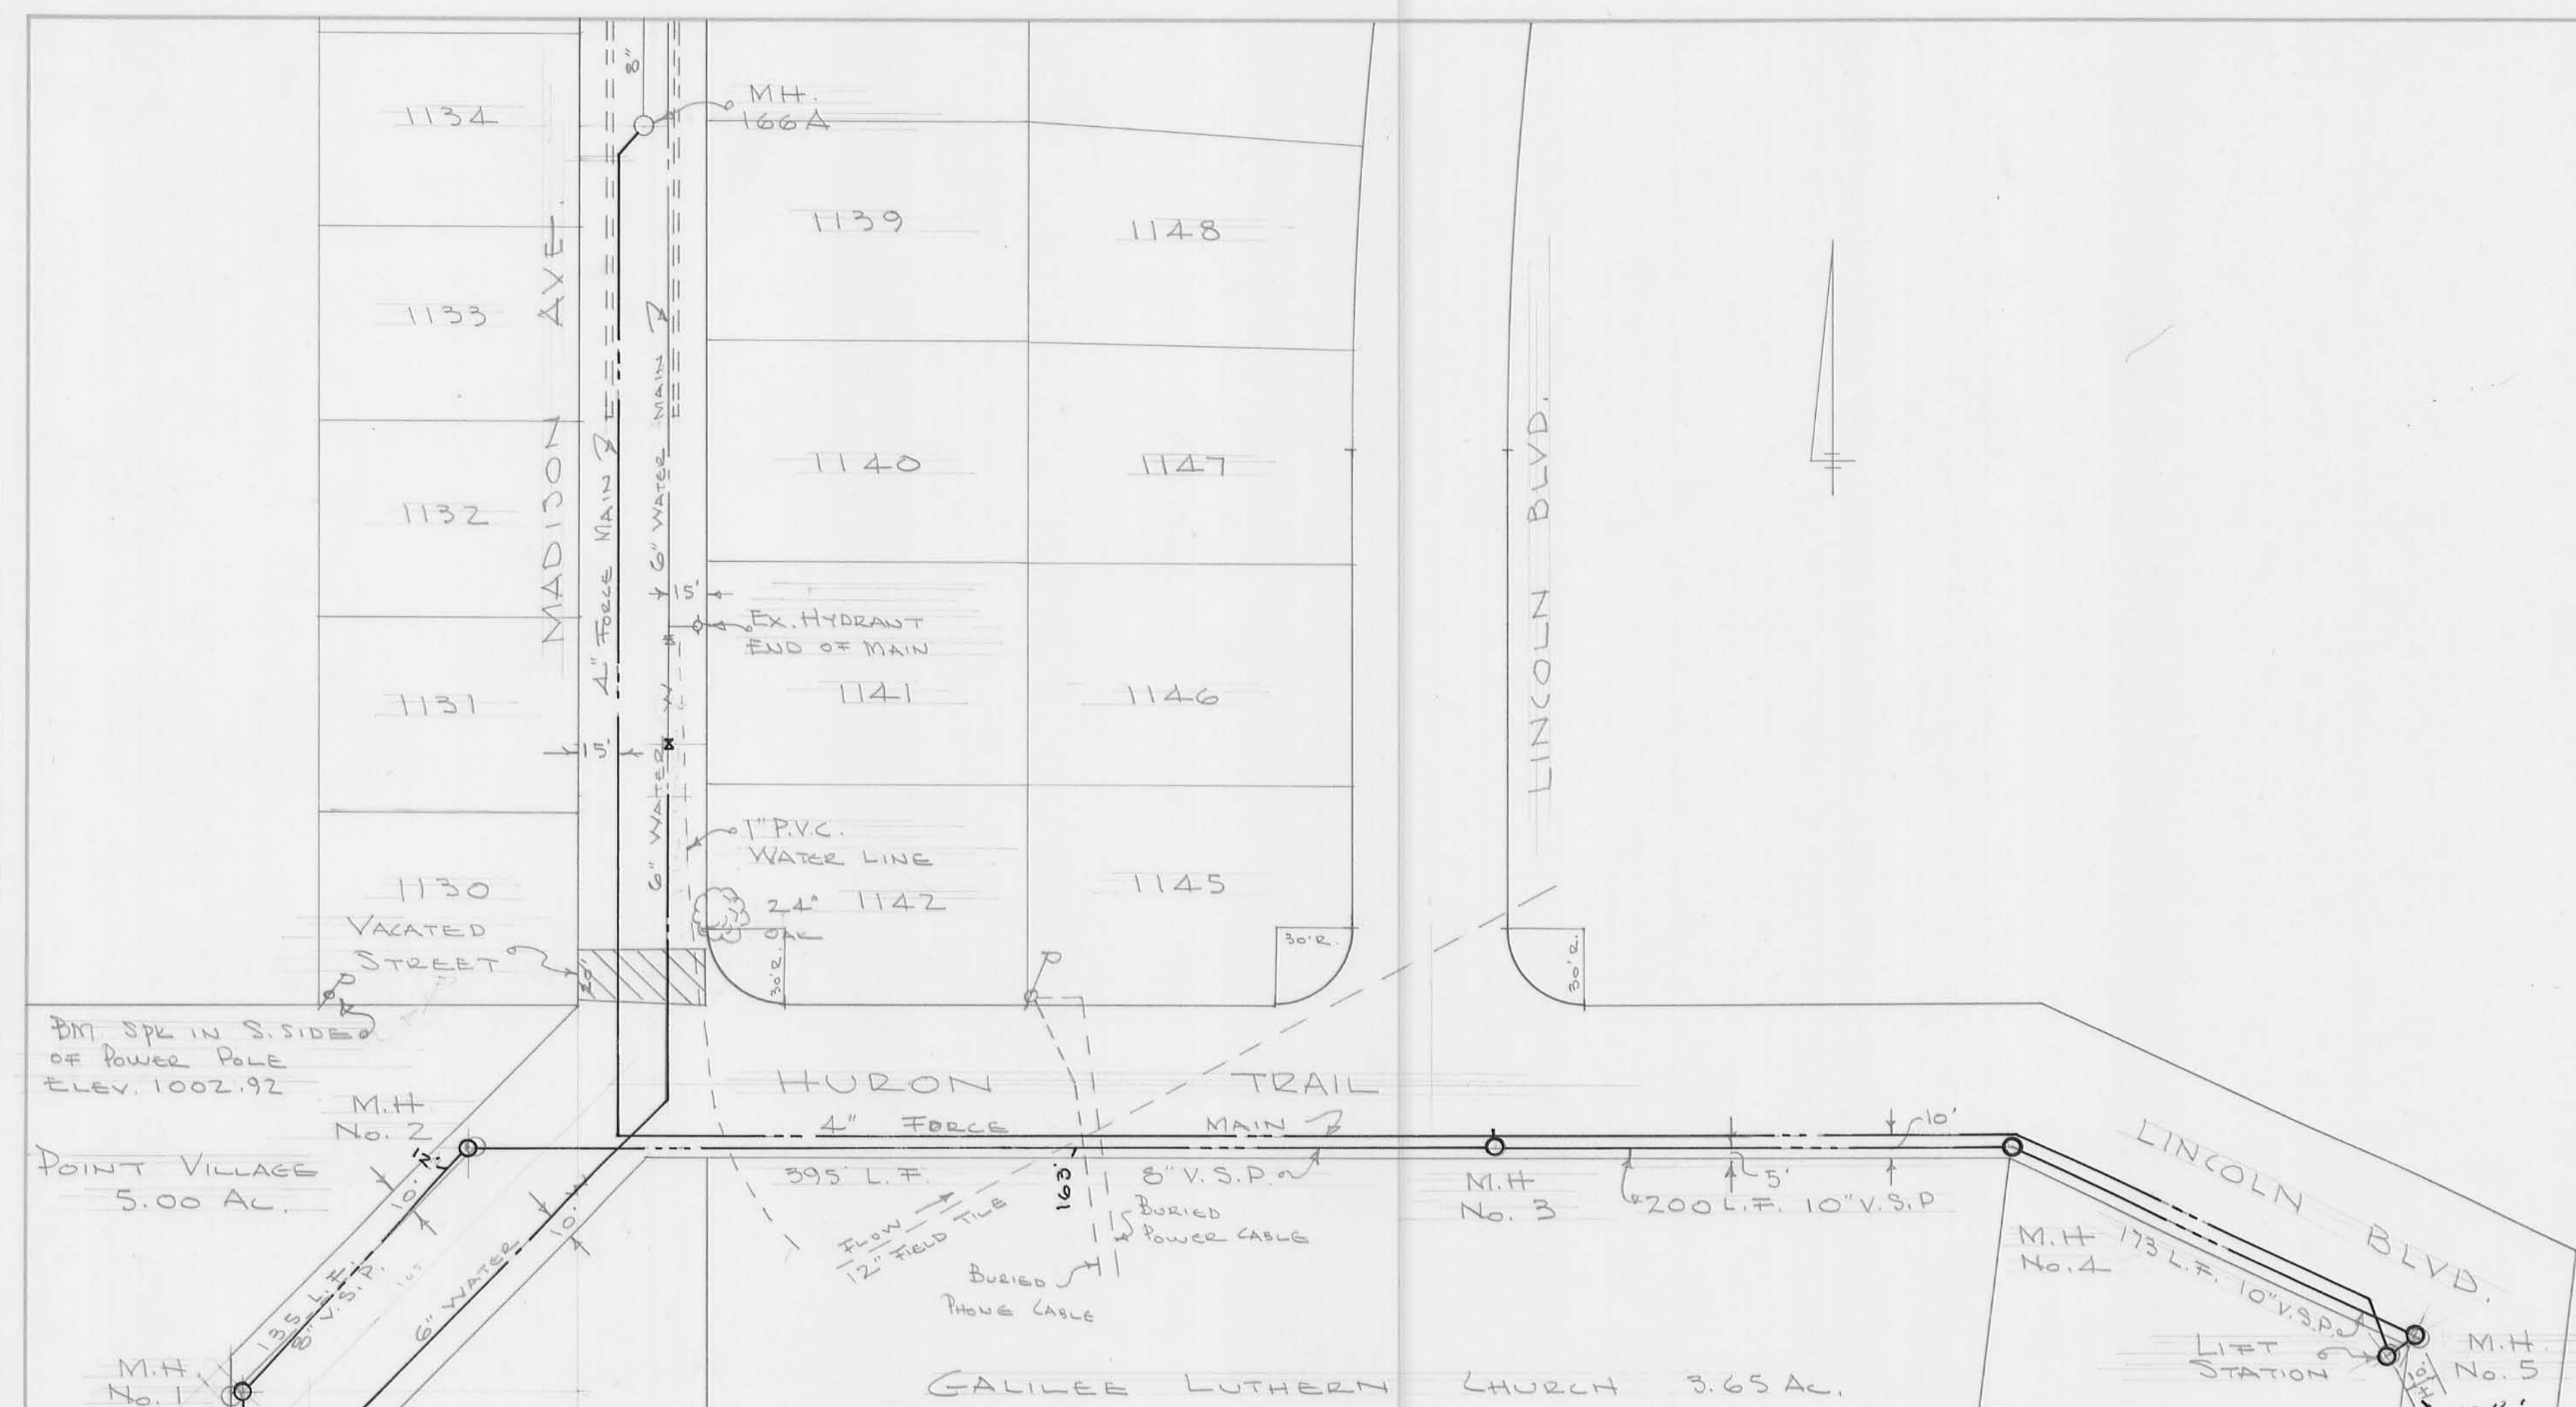 8"
MH.
166A
1134
1139
1148
1133
MADISON AVE.
6" WATER MAIN
4" FORCE MAIN
LINCOLN BLVD.
1132
1140
1147
15'
EX. HYDRANT
END OF MAIN
1131
1141
1146
15'
W
6" WATER
1" P.V.C.
WATER LINE
1130
24"
OAK
1142
1145
VACATED
STREET
20'
30'R.
30'R.
30'R.
BM. SPK IN S. SIDE
OF POWER POLE
ELEV. 1002.92
HURON TRAIL
M.H
No. 2
4" FORCE MAIN
10'
LINCOLN BLVD.
POINT VILLAGE
5.00 AC.
12'
10'
10'
395' L.F.
163'
8" V.S.P.
M.H
No. 3
5'
200 L.F. 10" V.S.P
FLOW
12" FIELD TILE
BURIED
POWER CABLE
BURIED
PHONE CABLE
M.H
No. 4
173 L.F. 10" V.S.P.
135 L.F.
8" V.S.P.
6" WATER
LIFT
STATION
M.H.
No. 5
10'
M.H.
No. 1
GALILEE LUTHERN CHURCH 3.65 AC.